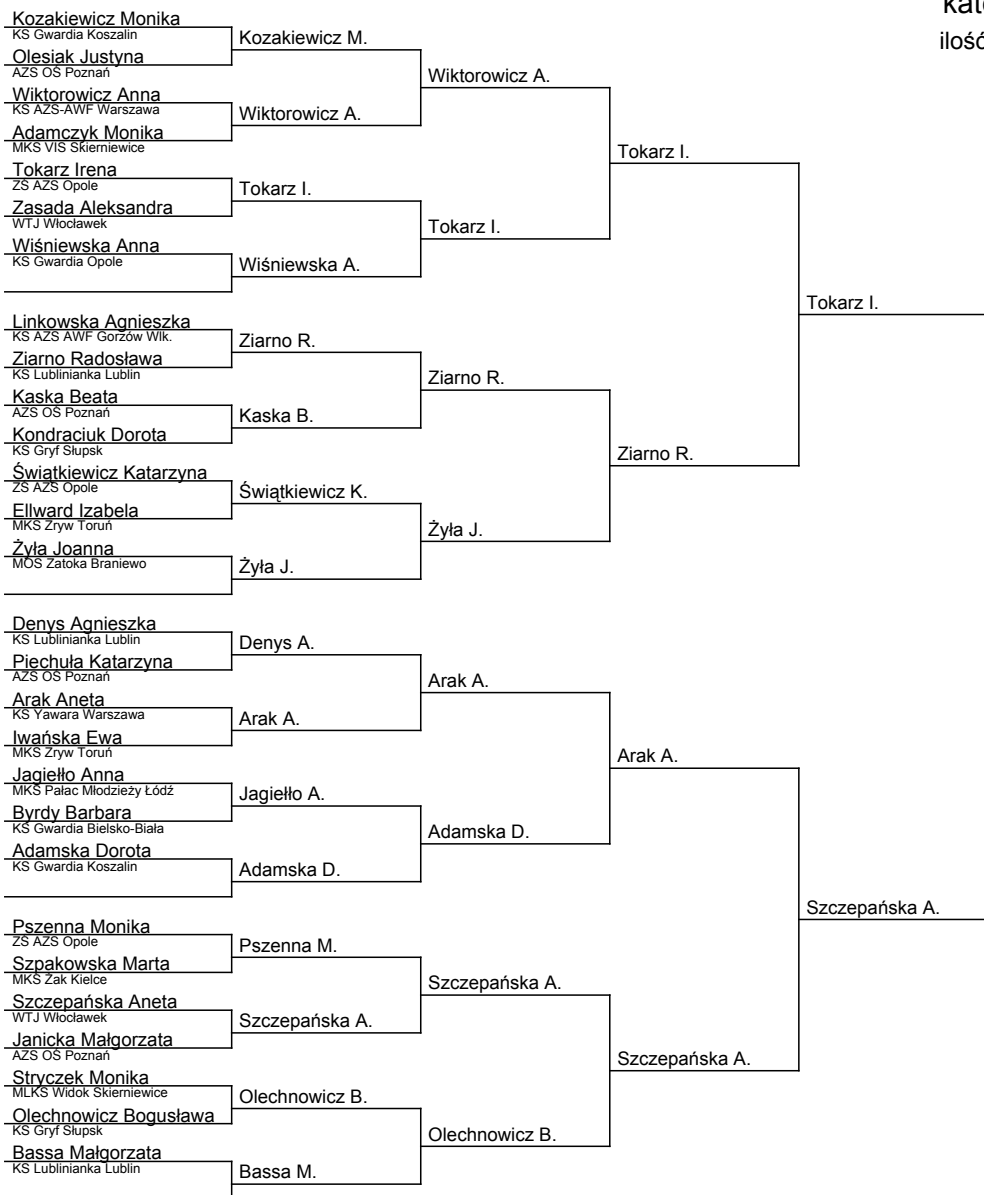 kat
ilość
Kozakiewicz Monika
KS Gwardia Koszalin
Kozakiewicz M.
Olesiak Justyna
AZS OŚ Poznań
Wiktorowicz A.
Wiktorowicz Anna
KS AZS-AWF Warszawa
Wiktorowicz A.
Adamczyk Monika
MKS VIS Skierniewice
Tokarz I.
Tokarz Irena
ZŚ AZS Opole
Tokarz I.
Zasada Aleksandra
WTJ Włocławek
Tokarz I.
Wiśniewska Anna
KS Gwardia Opole
Wiśniewska A.
Tokarz I.
Linkowska Agnieszka
KS AZS AWF Gorzów Wlk.
Ziarno R.
Ziarno Radosława
KS Lublinianka Lublin
Ziarno R.
Kaska Beata
AZS OŚ Poznań
Kaska B.
Kondraciuk Dorota
KS Gryf Słupsk
Ziarno R.
Świątkiewicz Katarzyna
ZŚ AZS Opole
Świątkiewicz K.
Ellward Izabela
MKS Zryw Toruń
Żyła J.
Żyła Joanna
MOS Zatoka Braniewo
Żyła J.
Denys Agnieszka
KS Lublinianka Lublin
Denys A.
Piechuła Katarzyna
AZS OŚ Poznań
Arak A.
Arak Aneta
KS Yawara Warszawa
Arak A.
Iwańska Ewa
MKS Zryw Toruń
Arak A.
Jagiełło Anna
MKS Pałac Młodzieży Łódź
Jagiełło A.
Byrdy Barbara
KS Gwardia Bielsko-Biała
Adamska D.
Adamska Dorota
KS Gwardia Koszalin
Adamska D.
Szczepańska A.
Pszenna Monika
ZŚ AZS Opole
Pszenna M.
Szpakowska Marta
MKS Żak Kielce
Szczepańska A.
Szczepańska Aneta
WTJ Włocławek
Szczepańska A.
Janicka Małgorzata
AZS OŚ Poznań
Szczepańska A.
Stryczek Monika
MLKS Widok Skierniewice
Olechnowicz B.
Olechnowicz Bogusława
KS Gryf Słupsk
Olechnowicz B.
Bassa Małgorzata
KS Lublinianka Lublin
Bassa M.